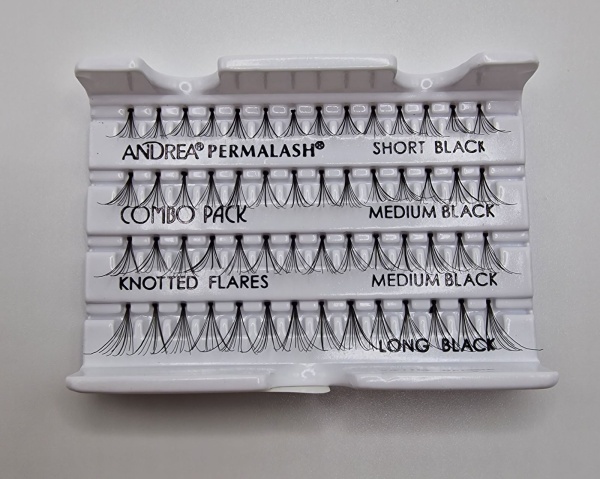 ANDREA® PERMALASH® SHORT BLACK
COMBO PACK MEDIUM BLACK
KNOTTED FLARES MEDIUM BLACK
LONG BLACK